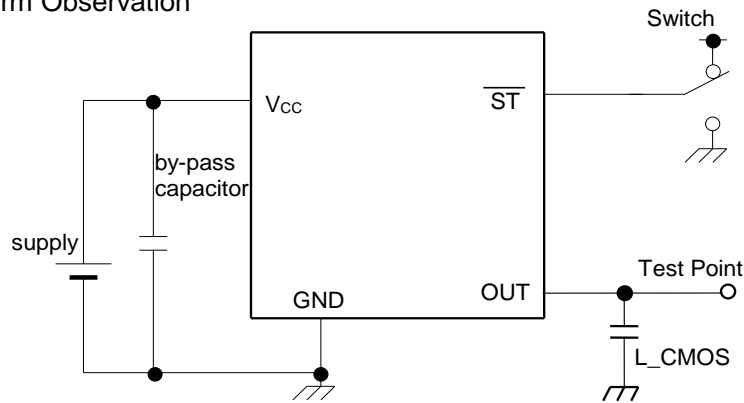 rm Observation
Switch
VCC
ST
by-pass
capacitor
supply
Test Point
GND
OUT
L_CMOS